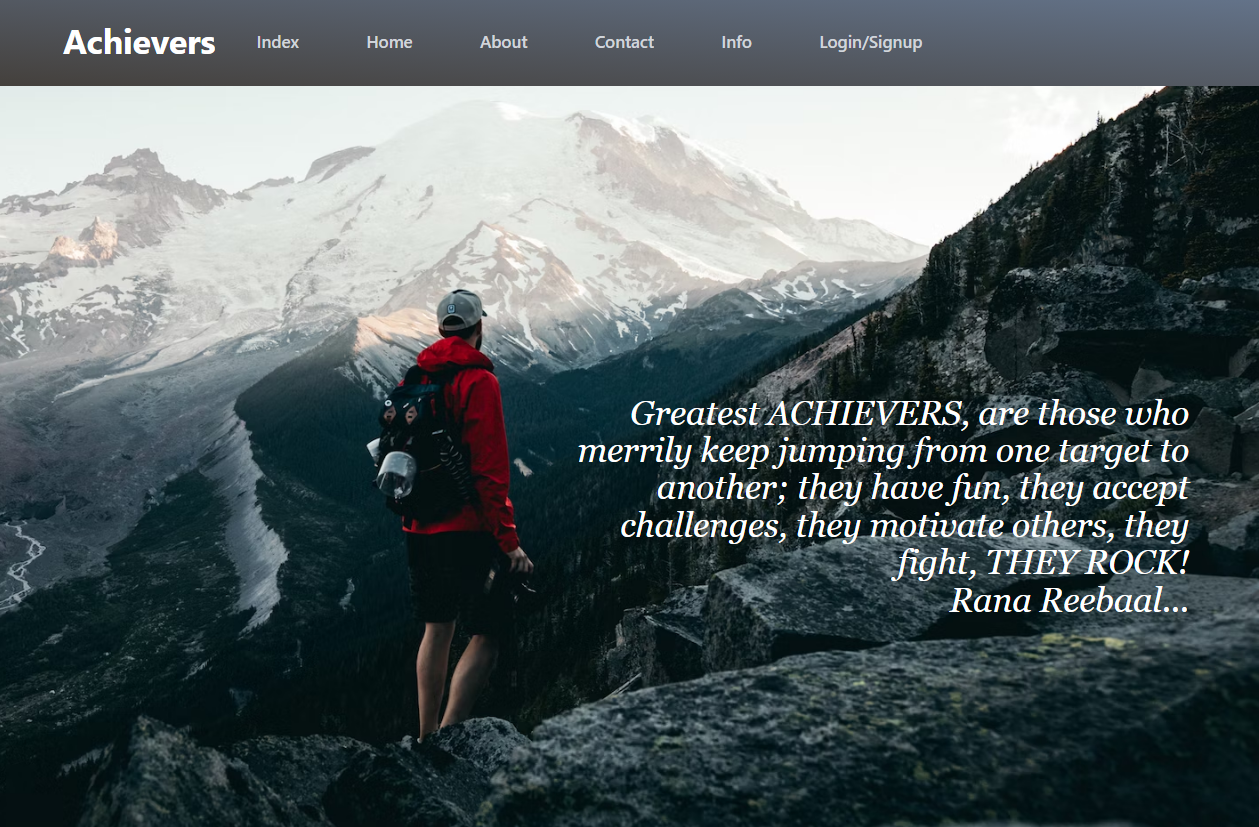 Achievers Index Home About Contact Info Login/Signup
Greatest ACHIEVERS, are those who
merrily keep jumping from one target to
another; they have fun, they accept
challenges, they motivate others, they
fight, THEY ROCK!
Rana Reebaal...